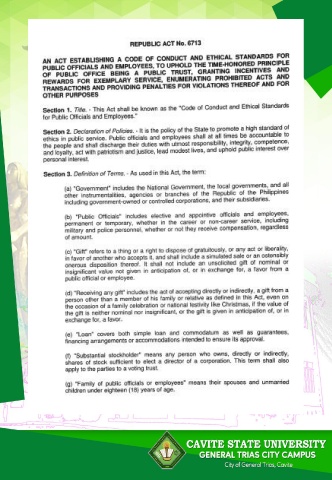 REPUBLIC ACT No. 6713
AN ACT ESTABLISHING A CODE OF CONDUCT AND ETHICAL STANDARDS FOR
PUBLIC OFFICIALS AND EMPLOYEES, TO UPHOLD THE TIME-HONORED PRINCIPLE
OF PUBLIC OFFICE BEING A PUBLIC TRUST, GRANTING INCENTIVES AND
REWARDS FOR EXEMPLARY SERVICE, ENUMERATING PROHIBITED ACTS AND
TRANSACTIONS AND PROVIDING PENALTIES FOR VIOLATIONS THEREOF AND FOR
OTHER PURPOSES
Section 1. Title. - This Act shall be known as the "Code of Conduct and Ethical Standards
for Public Officials and Employees."
Section 2. Declaration of Policies. - It is the policy of the State to promote a high standard of
ethics in public service. Public officials and employees shall at all times be accountable to
the people and shall discharge their duties with utmost responsibility, integrity, competence,
and loyalty, act with patriotism and justice, lead modest lives, and uphold public interest over
personal interest.
Section 3. Definition of Terms. - As used in this Act, the term:
(a) "Government" includes the National Government, the local governments, and all
other instrumentalities, agencies or branches of the Republic of the Philippines
including government-owned or controlled corporations, and their subsidiaries.
(b) "Public Officials" includes elective and appointive officials and employees,
permanent or temporary, whether in the career or non-career service, including
military and police personnel, whether or not they receive compensation, regardless
of amount.
(c) "Gift" refers to a thing or a right to dispose of gratuitously, or any act or liberality,
in favor of another who accepts it, and shall include a simulated sale or an ostensibly
onerous disposition thereof. It shall not include an unsolicited gift of nominal or
insignificant value not given in anticipation of, or in exchange for, a favor from a
public official or employee.
(d) "Receiving any gift" includes the act of accepting directly or indirectly, a gift from a
person other than a member of his family or relative as defined in this Act, even on
the occasion of a family celebration or national festivity like Christmas, if the value of
the gift is neither nominal nor insignificant, or the gift is given in anticipation of, or in
exchange for, a favor.
(e) "Loan" covers both simple loan and commodatum as well as guarantees,
financing arrangements or accommodations intended to ensure its approval.
(f) "Substantial stockholder" means any person who owns, directly or indirectly,
shares of stock sufficient to elect a director of a corporation. This term shall also
apply to the parties to a voting trust.
(g) "Family of public officials or employees" means their spouses and unmarried
children under eighteen (18) years of age.
CAVITE STATE UNIVERSITY
GENERAL TRIAS CITY CAMPUS
City of General Trias, Cavite